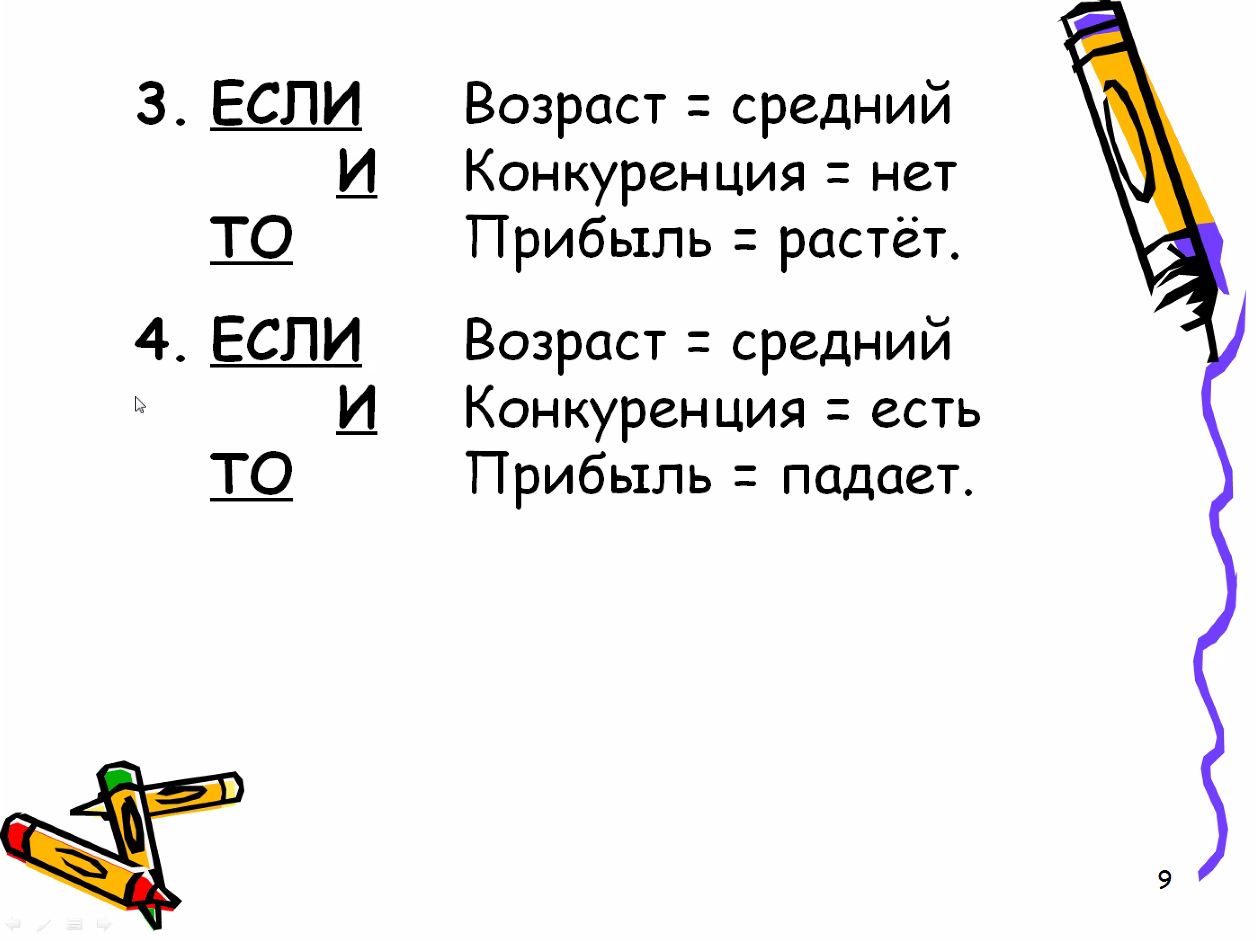 3. ЕСЛИ Возраст = средний
И Конкуренция = нет
ТО Прибыль = растёт.
4. ЕСЛИ Возраст = средний
И Конкуренция = есть
ТО Прибыль = падает.
9